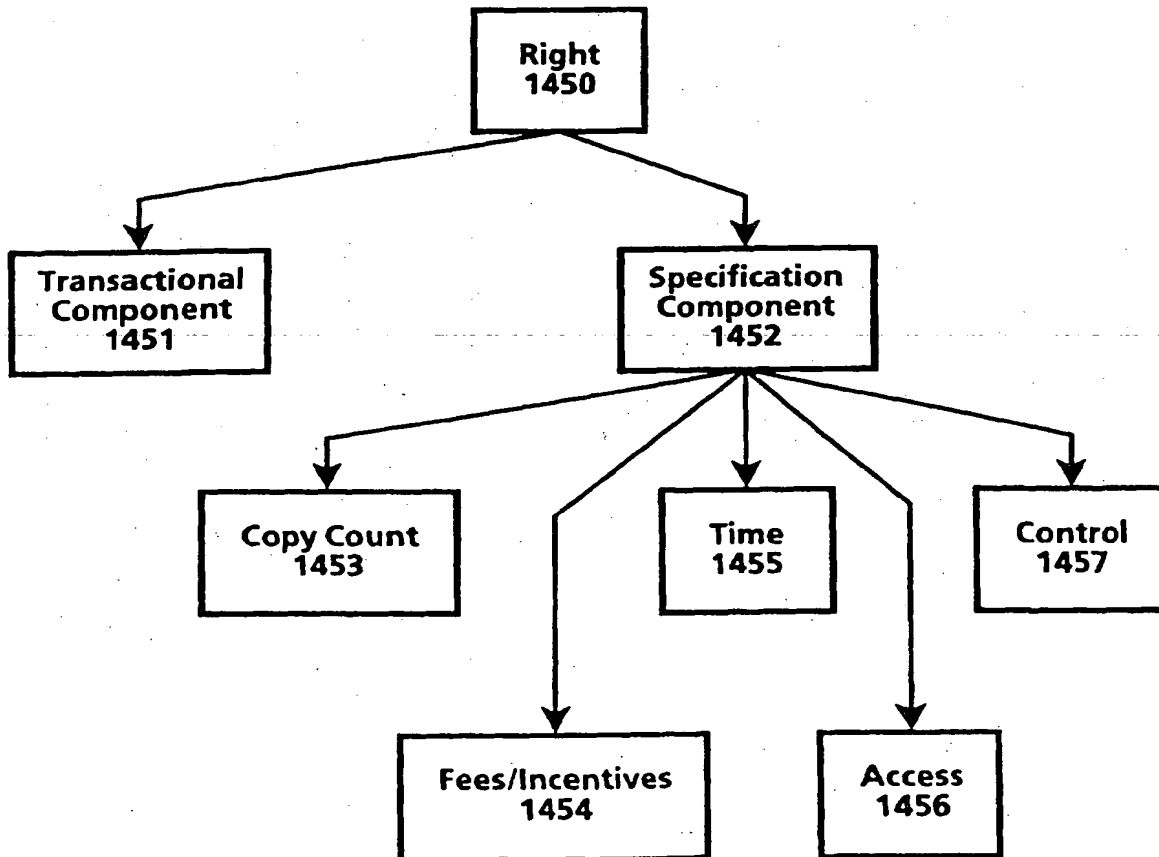 Right
1450
Transactional
Component
1451
Specification
Component
1452
Copy Count
1453
Time
1455
Control
1457
Fees/Incentives
1454
Access
1456